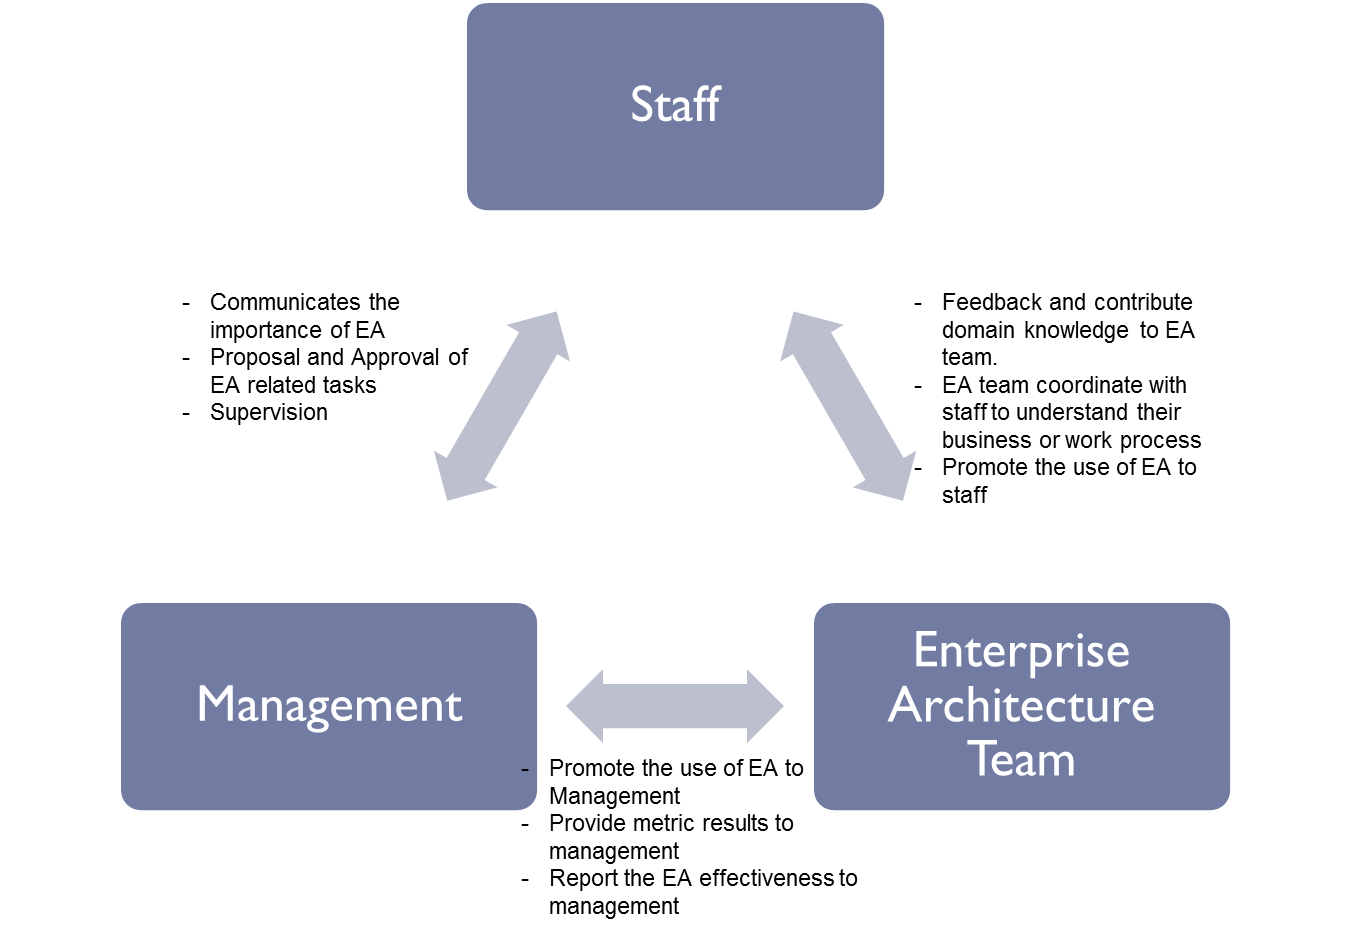 Staff
- Communicates the
importance of EA
- Proposal and Approval of
EA related tasks
- Supervision
- Feedback and contribute
domain knowledge to EA
team.
- EA team coordinate with
staff to understand their
business or work process
- Promote the use of EA to
staff
Management
Enterprise
Architecture
Team
- Promote the use of EA to
Management
- Provide metric results to
management
- Report the EA effectiveness to
management